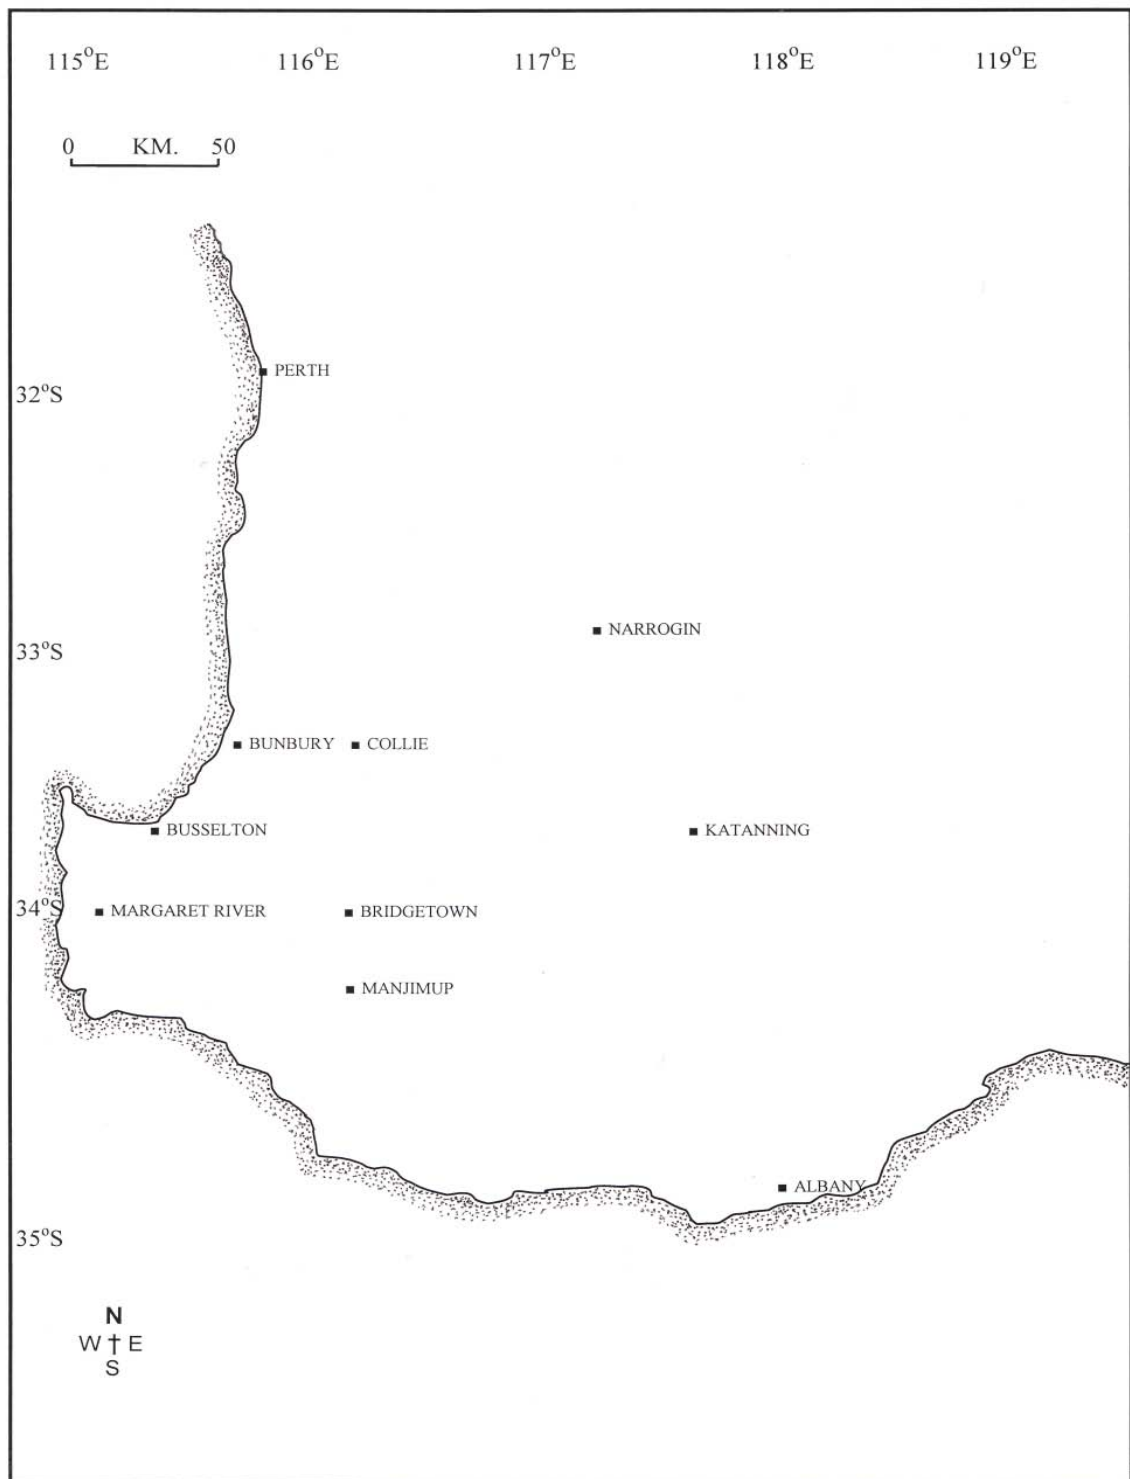 115°E 116°E 117°E 118°E 119°E
0 KM. 50
PERTH
32°S
NARROGIN
33°S
BUNBURY COLLIE
BUSSELTON KATANNING
34°S MARGARET RIVER BRIDGETOWN
MANJIMUP
ALBANY
35°S
N
W E
S